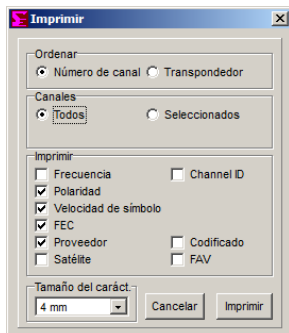 Imprimir
Ordenar
Número de canal Transpondedor
Canales
Todos Seleccionados
Imprimir
Frecuencia Channel ID
Polaridad
Velocidad de símbolo
FEC
Proveedor Codificado
Satélite FAV
Tamaño del caráct.
4 mm Cancelar Imprimir